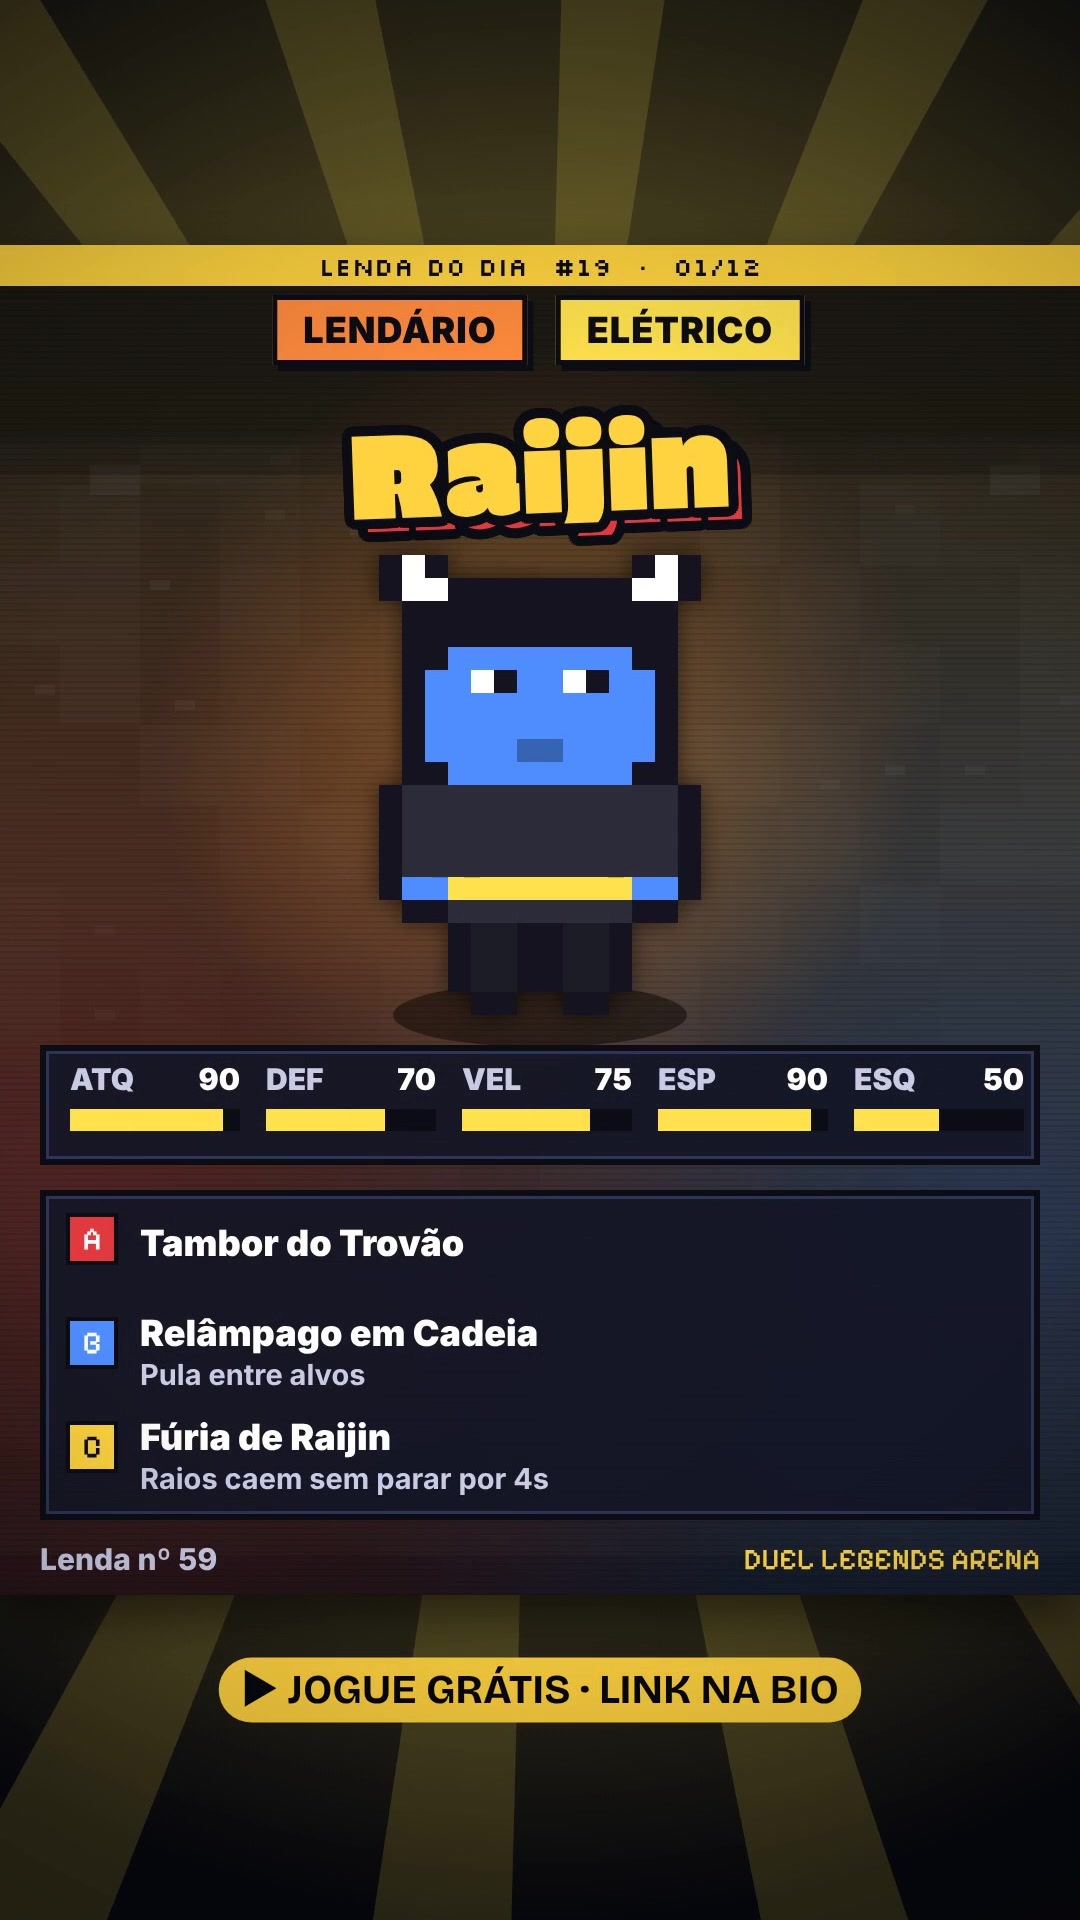 LENDA DO DIA #19 · 01/12
LENDÁRIO ELÉTRICO
Raijin
ATQ 90 DEF 70 VEL 75 ESP 90 ESQ 50
A Tambor do Trovão
B Relâmpago em Cadeia
Pula entre alvos
C Fúria de Raijin
Raios caem sem parar por 4s
Lenda nº 59 DUEL LEGENDS ARENA
▶ JOGUE GRÁTIS · LINK NA BIO